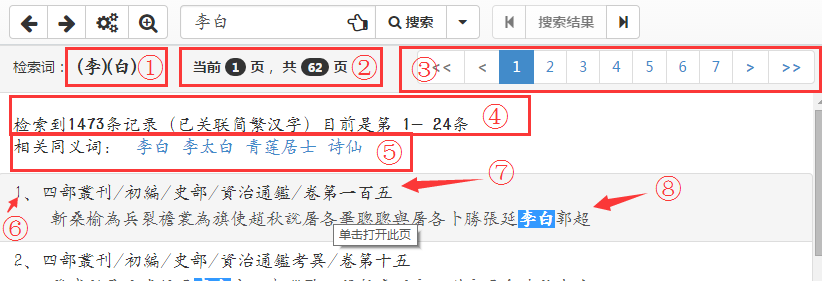 李白 搜索 搜索结果
检索词： (李)(白) ① 当前 1 页 ，共 62 页 ② ③ << < 1 2 3 4 5 6 7 > >>
检索到1473条记录（已关联简繁汉字）目前是第 1- 24条 ④
相关同义词： 李白 李太白 青莲居士 诗仙 ⑤
1、四部叢刊/初编/史部/資治通鑑/卷第一百五 ⑦
⑥ 斬桑榆為兵裂襜裳為旗使趙秋說屠各畢聰聰與屠各卜勝張延李白郭超 ⑧
单击打开此页
2、四部叢刊/初编/史部/資治通鑑考異/卷第十五